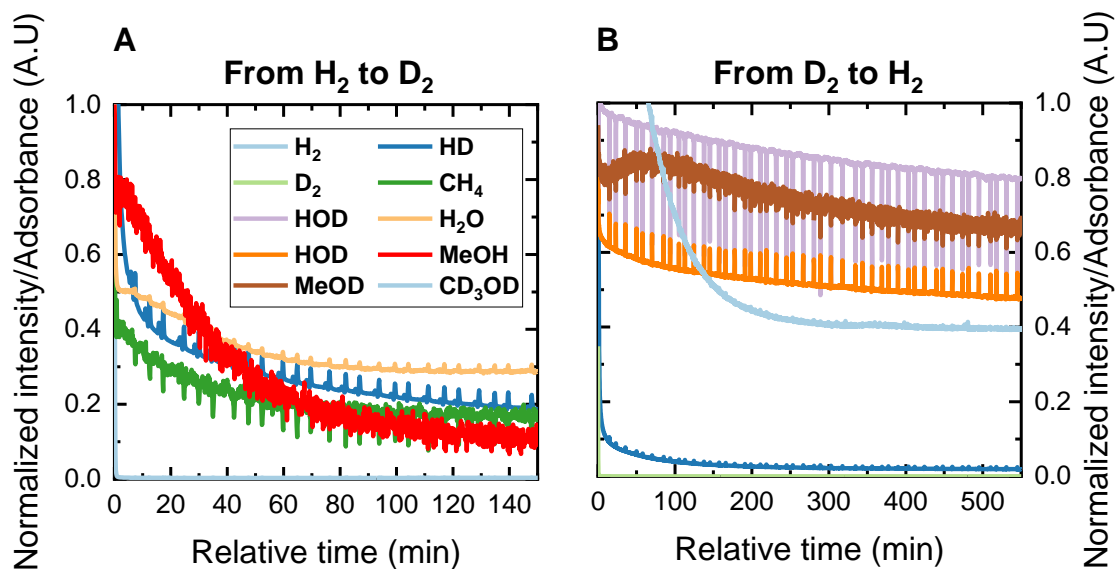 A
B
From H₂ to D₂
From D₂ to H₂
Normalized intensity/Adsorbance (A.U)
1.0
0.8
0.6
0.4
0.2
0.0
H₂
HD
D₂
CH₄
HOD
H₂O
HOD
MeOH
MeOD
CD₃OD
0 20 40 60 80 100 120 140
Relative time (min)
0 100 200 300 400 500
Relative time (min)
1.0
0.8
0.6
0.4
0.2
0.0
Normalized intensity/Adsorbance (A.U)